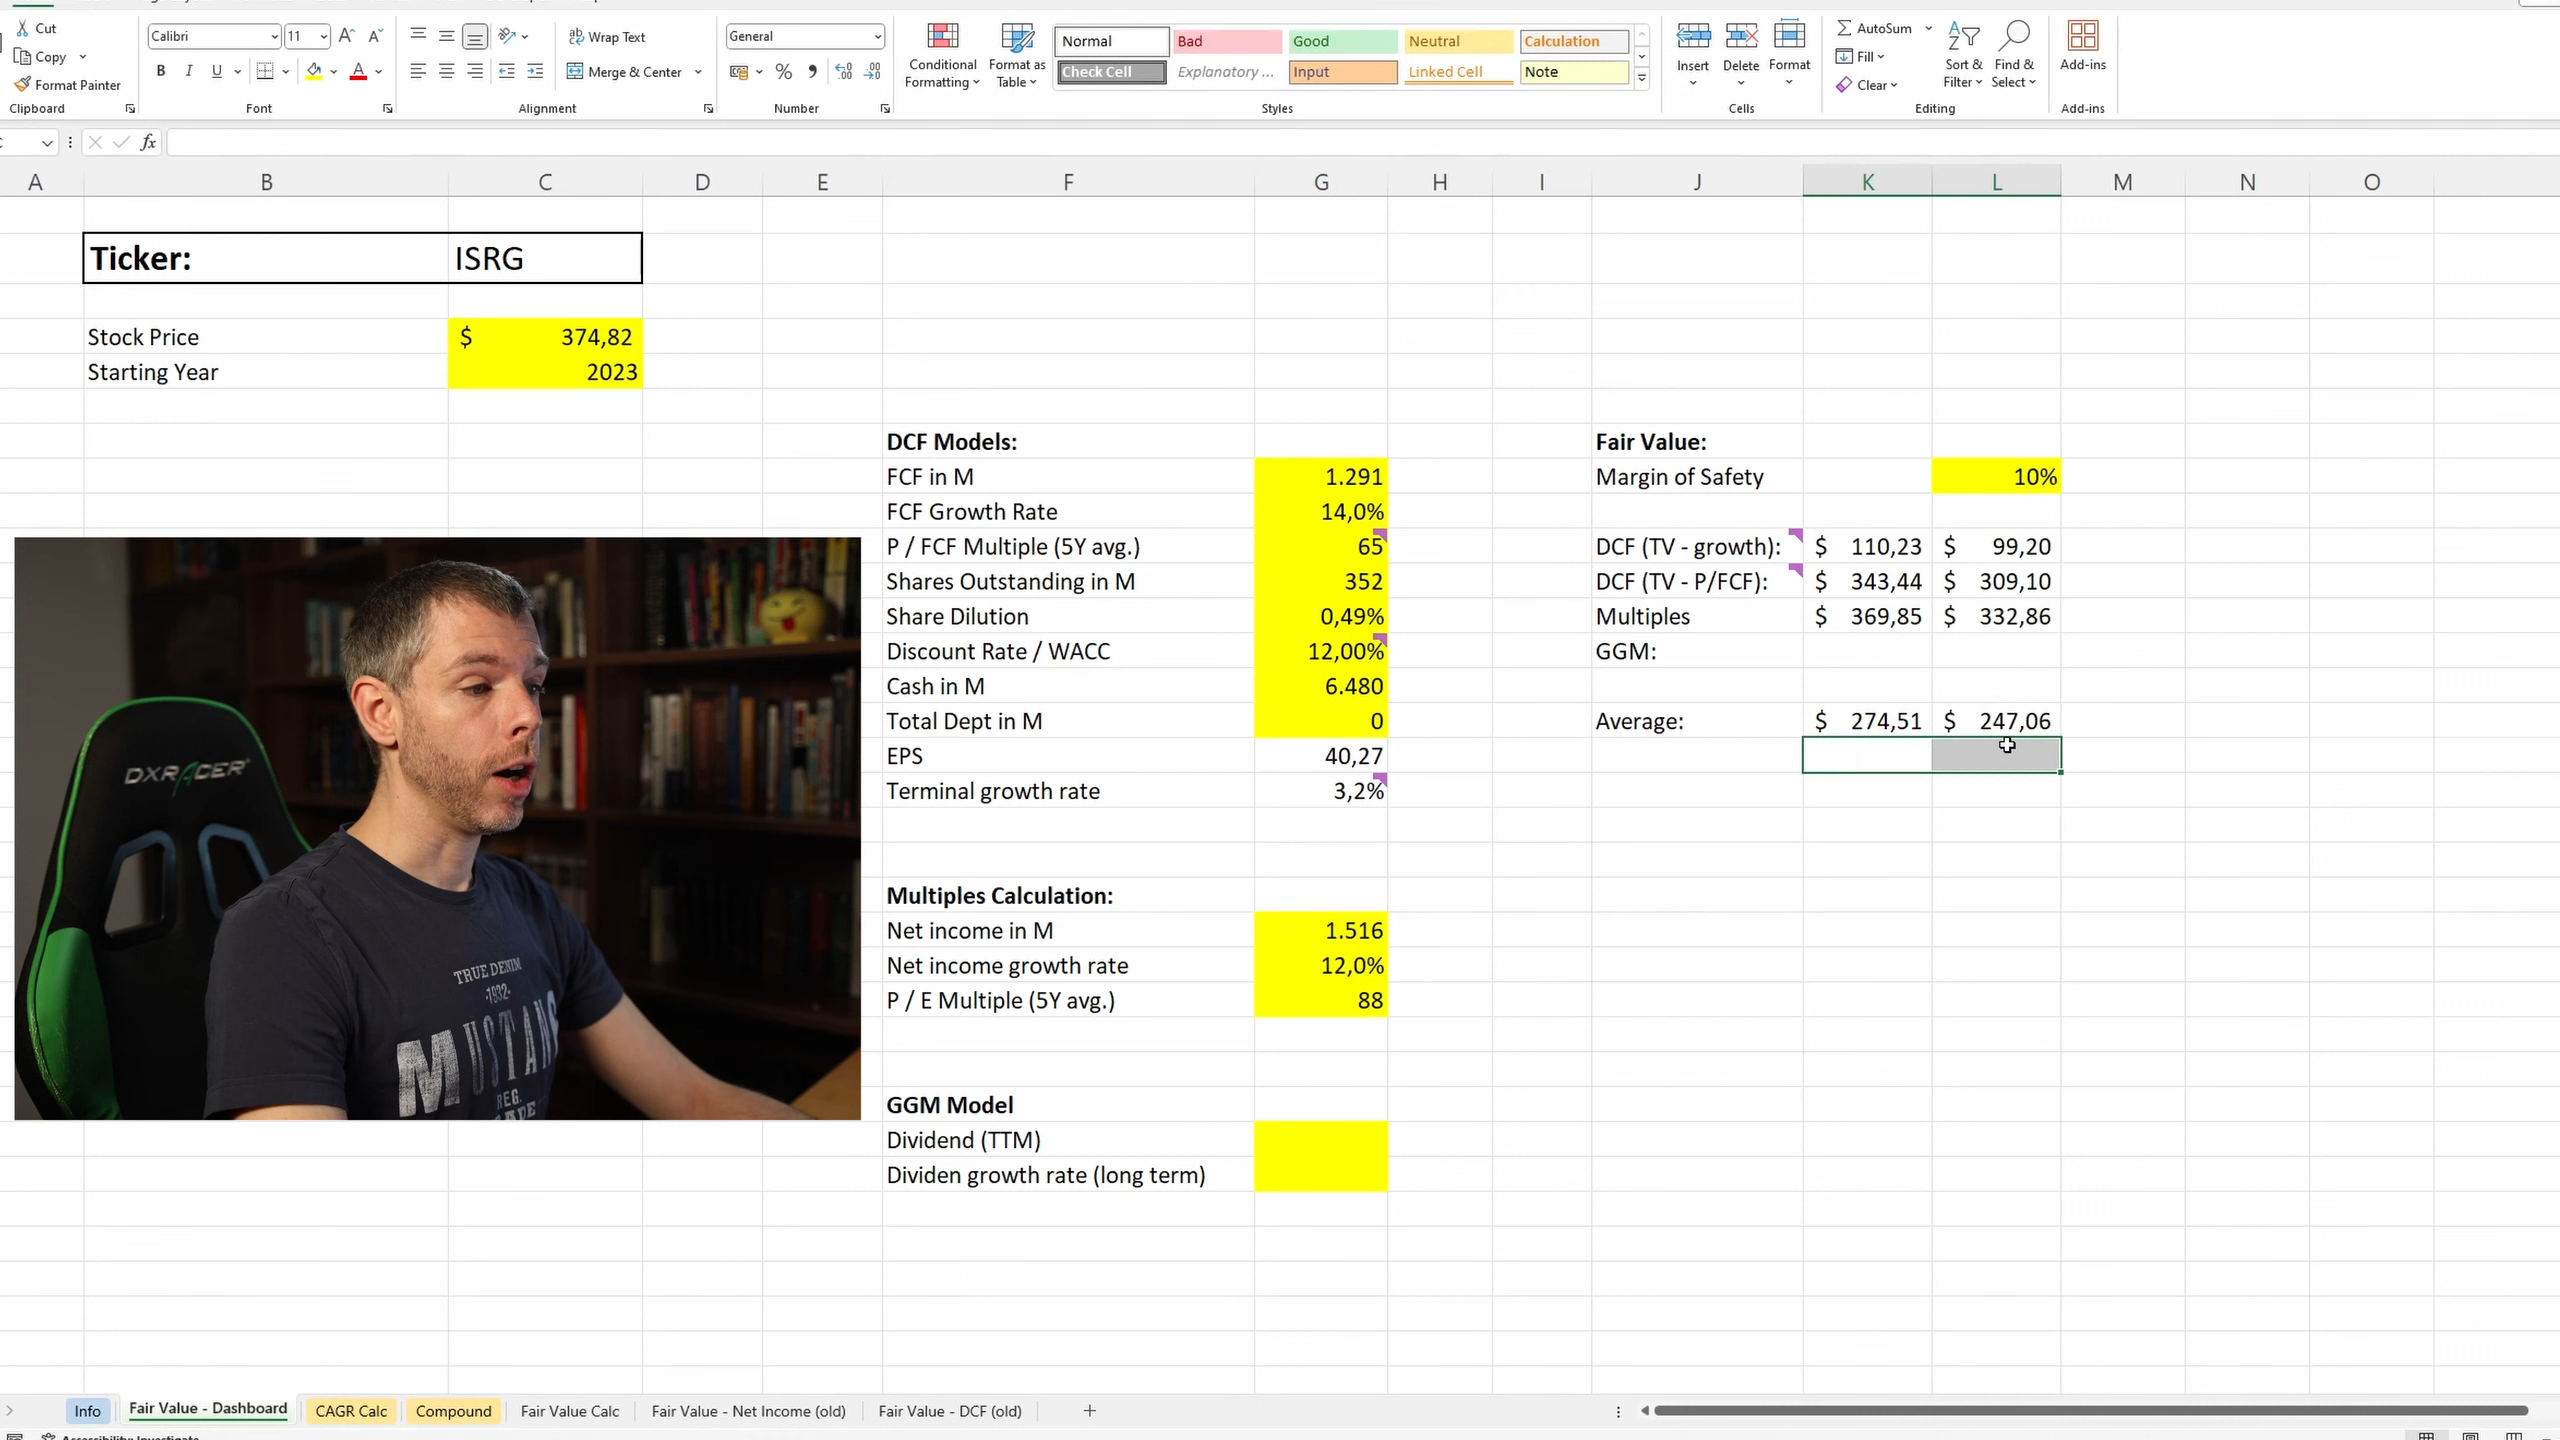 Cut
Copy
Format Painter
Clipboard
Calibri 11 A A
B I U A
Font
ab Wrap Text
Merge & Center
Alignment
General
% 9
Number
Conditional Formatting
Format as Table
Normal Bad Good Neutral Calculation
Check Cell Explanatory ... Input Linked Cell Note
Styles
Insert Delete Format
Cells
AutoSum
Fill
Clear
Sort & Filter
Find & Select
Editing
Add-ins
Add-ins
fx
A B C D E F G H I J K L M N O
Ticker: ISRG
Stock Price $ 374,82
Starting Year 2023
DCF Models:
FCF in M 1.291
FCF Growth Rate 14,0%
P / FCF Multiple (5Y avg.) 65
Shares Outstanding in M 352
Share Dilution 0,49%
Discount Rate / WACC 12,00%
Cash in M 6.480
Total Dept in M 0
EPS 40,27
Terminal growth rate 3,2%
Multiples Calculation:
Net income in M 1.516
Net income growth rate 12,0%
P / E Multiple (5Y avg.) 88
GGM Model
Dividend (TTM)
Dividen growth rate (long term)
Fair Value:
Margin of Safety 10%
DCF (TV - growth): $ 110,23 $ 99,20
DCF (TV - P/FCF): $ 343,44 $ 309,10
Multiples $ 369,85 $ 332,86
GGM:
Average: $ 274,51 $ 247,06
DXRACER
TRUE DENIM
·1932·
MUSTANG
REG.
Info Fair Value - Dashboard CAGR Calc Compound Fair Value Calc Fair Value - Net Income (old) Fair Value - DCF (old)
Accessibility: Investigate